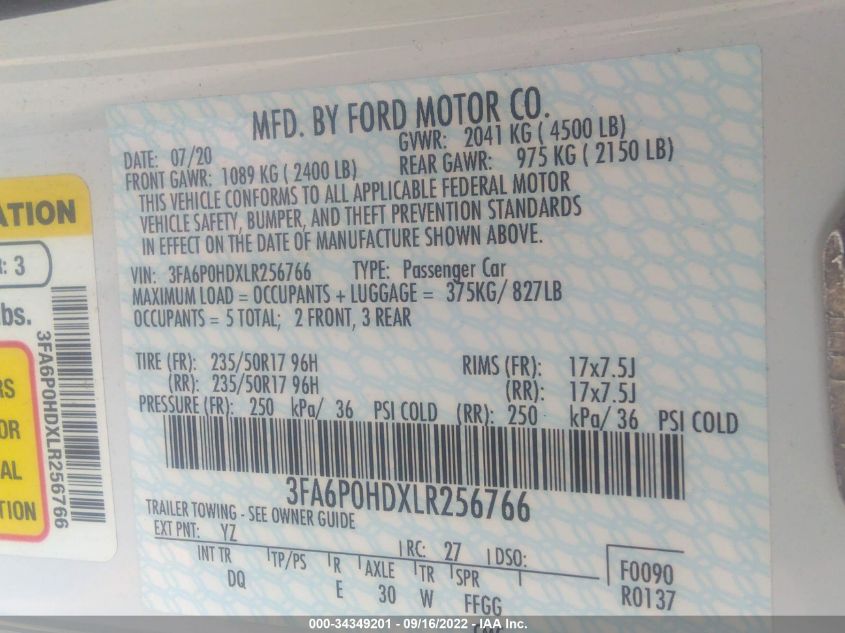 MFD. BY FORD MOTOR CO.
DATE: 07/20 GVWR: 2041 KG ( 4500 LB)
FRONT GAWR: 1089 KG ( 2400 LB) REAR GAWR: 975 KG ( 2150 LB)
THIS VEHICLE CONFORMS TO ALL APPLICABLE FEDERAL MOTOR
VEHICLE SAFETY, BUMPER, AND THEFT PREVENTION STANDARDS
IN EFFECT ON THE DATE OF MANUFACTURE SHOWN ABOVE.
VIN: 3FA6P0HDXLR256766 TYPE: Passenger Car
MAXIMUM LOAD = OCCUPANTS + LUGGAGE = 375KG/ 827LB
OCCUPANTS = 5 TOTAL; 2 FRONT, 3 REAR
TIRE (FR): 235/50R17 96H RIMS (FR): 17x7.5J
(RR): 235/50R17 96H (RR): 17x7.5J
PRESSURE (FR): 250 kPa/ 36 PSI COLD (RR): 250 kPa/ 36 PSI COLD
3FA6P0HDXLR256766
TRAILER TOWING - SEE OWNER GUIDE
EXT PNT: YZ RC: 27 DSO:
INT TR TP/PS R AXLE TR SPR F0090
DQ E 30 W FFGG R0137
ATION
R: 3
bs.
3FA6P0HDXLR256766
RS
OR
AL
TION
000-34349201 - 09/16/2022 -